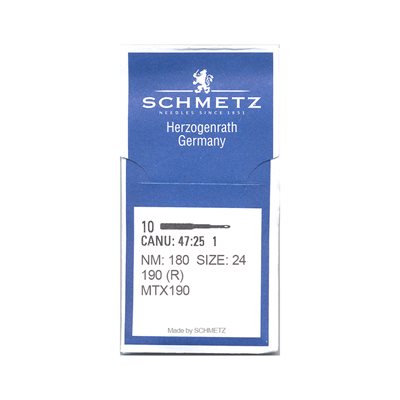 SCHMETZ
NEEDLES SINCE 1851
Herzogenrath
Germany
10
CANU: 47:25 1
NM: 180 SIZE: 24
190 (R)
MTX190
Made by SCHMETZ